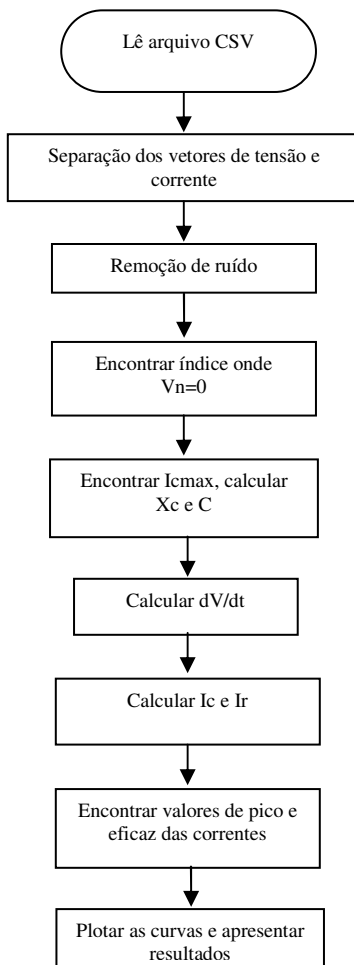 Lê arquivo CSV
Separação dos vetores de tensão e
corrente
Remoção de ruído
Encontrar índice onde
Vn=0
Encontrar Icmax, calcular
Xc e C
Calcular dV/dt
Calcular Ic e Ir
Encontrar valores de pico e
eficaz das correntes
Plotar as curvas e apresentar
resultados